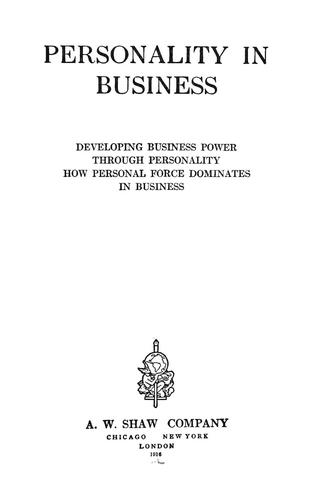 PERSONALITY IN
BUSINESS
DEVELOPING BUSINESS POWER
THROUGH PERSONALITY
HOW PERSONAL FORCE DOMINATES
IN BUSINESS
A. W. SHAW COMPANY
CHICAGO NEW YORK
LONDON
1916